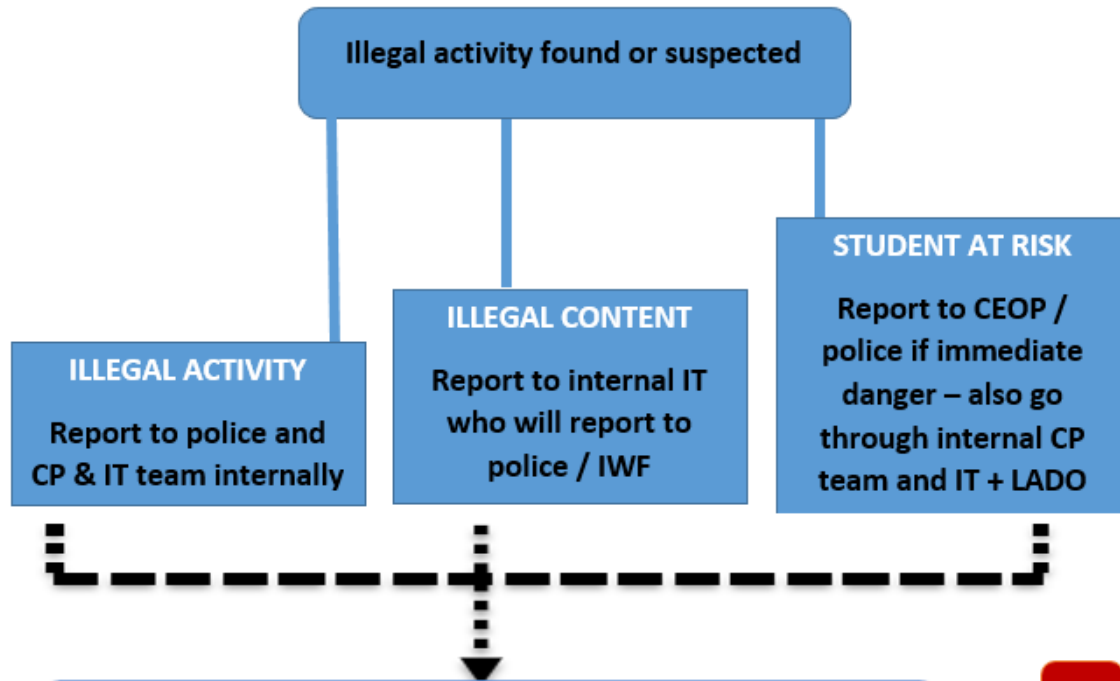 Illegal activity found or suspected
ILLEGAL ACTIVITY
Report to police and
CP & IT team internally
ILLEGAL CONTENT
Report to internal IT
who will report to
police / IWF
STUDENT AT RISK
Report to CEOP /
police if immediate
danger – also go
through internal CP
team and IT + LADO